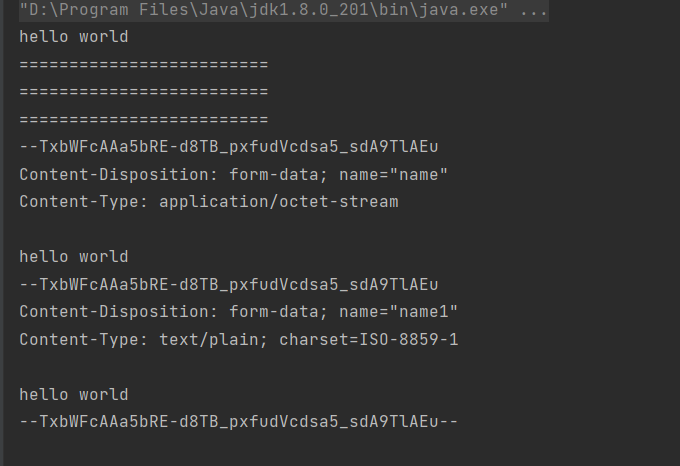 "D:\Program Files\Java\jdk1.8.0_201\bin\java.exe" ...
hello world
=========================
=========================
=========================
--TxbWFcAAa5bRE-d8TB_pxfudVcdsa5_sdA9TlAEu
Content-Disposition: form-data; name="name"
Content-Type: application/octet-stream

hello world
--TxbWFcAAa5bRE-d8TB_pxfudVcdsa5_sdA9TlAEu
Content-Disposition: form-data; name="name1"
Content-Type: text/plain; charset=ISO-8859-1

hello world
--TxbWFcAAa5bRE-d8TB_pxfudVcdsa5_sdA9TlAEu--